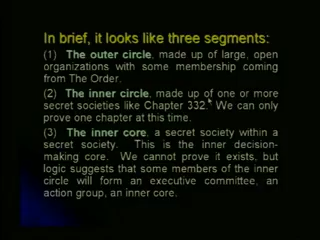 In brief, it looks like three segments:
(1) The outer circle, made up of large, open
organizations with some membership coming
from The Order.
(2) The inner circle, made up of one or more
secret societies like Chapter 332.* We can only
prove one chapter at this time.
(3) The inner core, a secret society within a
secret society. This is the inner decision-
making core. We cannot prove it exists, but
logic suggests that some members of the inner
circle will form an executive committee, an
action group, an inner core.